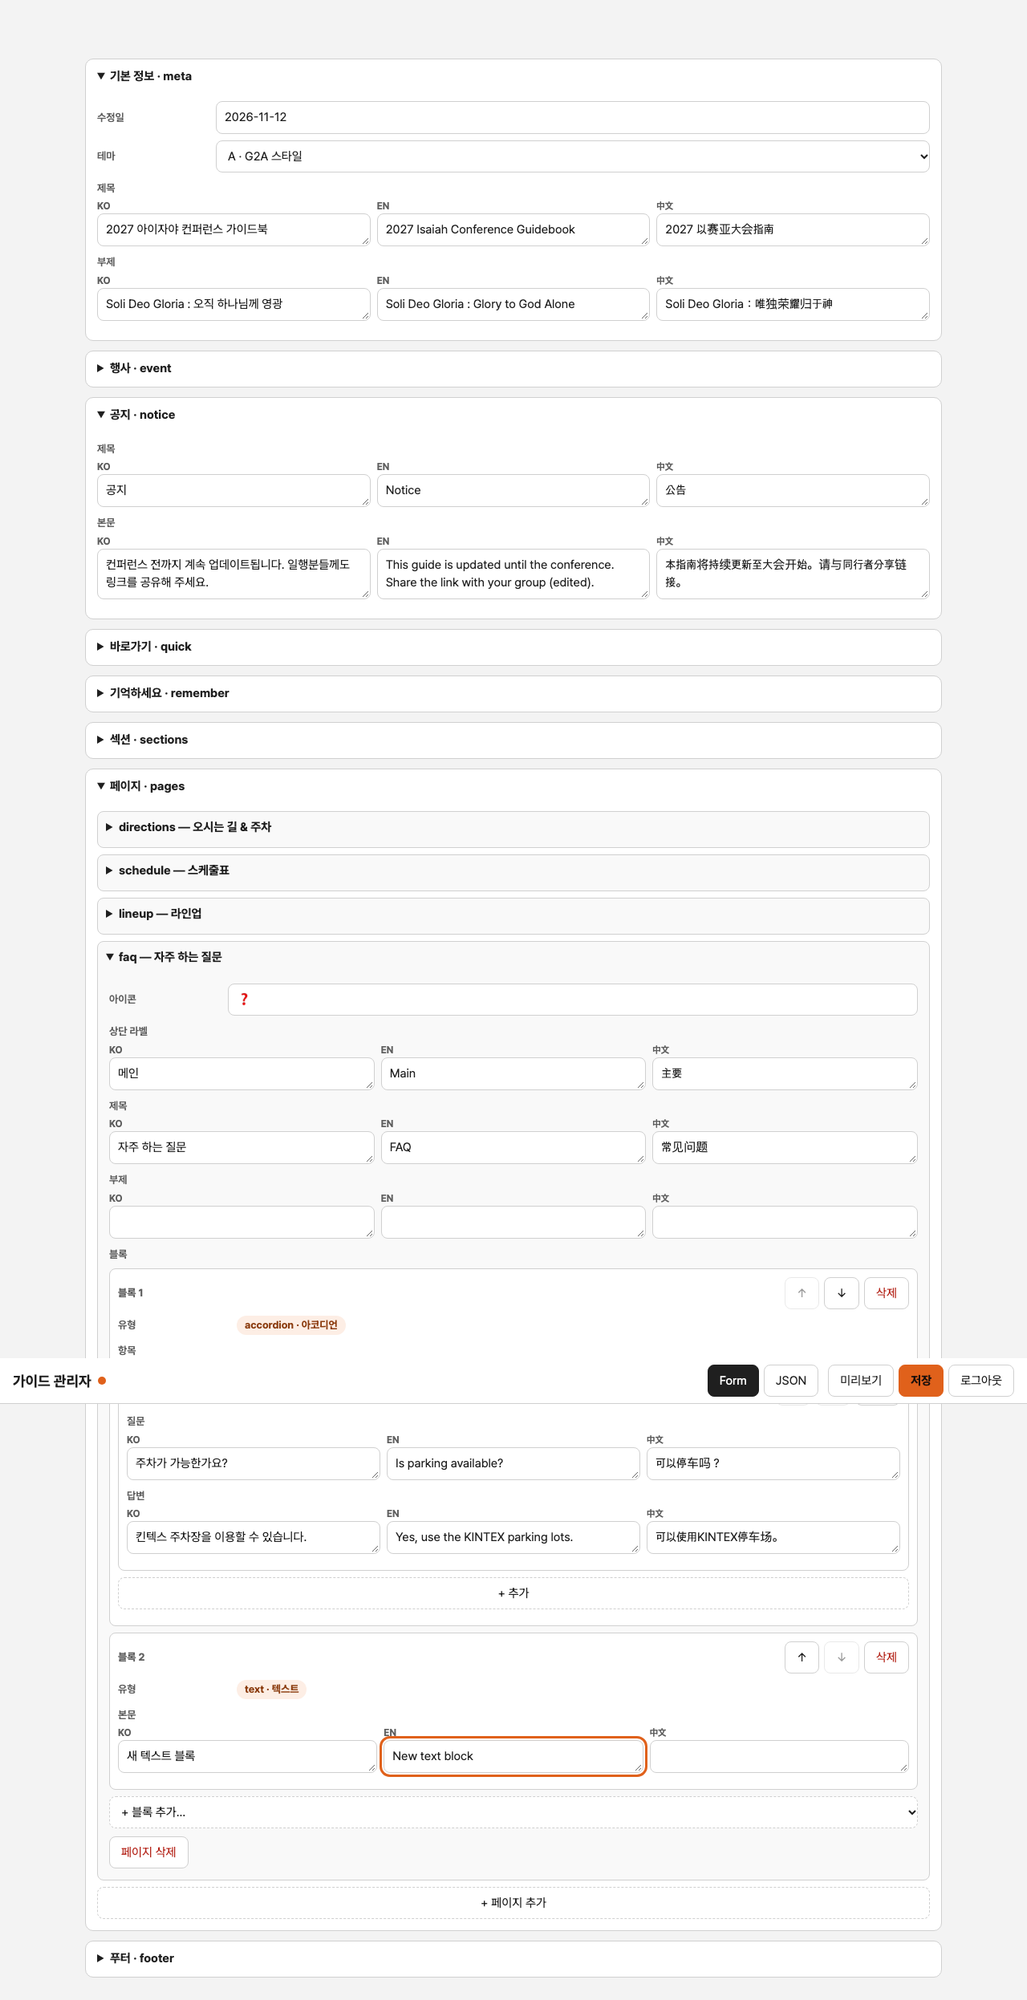 ▼ 기본 정보 · meta
수정일
2026-11-12
테마
A · G2A 스타일
제목
KO EN 中文
2027 아이자야 컨퍼런스 가이드북
2027 Isaiah Conference Guidebook
2027 以赛亚大会指南
부제
KO EN 中文
Soli Deo Gloria : 오직 하나님께 영광
Soli Deo Gloria : Glory to God Alone
Soli Deo Gloria：唯独荣耀归于神
▶ 행사 · event
▼ 공지 · notice
제목
KO EN 中文
공지
Notice
公告
본문
KO EN 中文
컨퍼런스 전까지 계속 업데이트됩니다. 일행분들께도
링크를 공유해 주세요.
This guide is updated until the conference.
Share the link with your group (edited).
本指南将持续更新至大会开始。请与同行者分享链
接。
▶ 바로가기 · quick
▶ 기억하세요 · remember
▶ 섹션 · sections
▼ 페이지 · pages
▶ directions — 오시는 길 & 주차
▶ schedule — 스케줄표
▶ lineup — 라인업
▼ faq — 자주 하는 질문
아이콘
❓
상단 라벨
KO EN 中文
메인
Main
主要
제목
KO EN 中文
자주 하는 질문
FAQ
常见问题
부제
KO EN 中文
블록
블록 1
↑ ↓ 삭제
유형
accordion · 아코디언
항목
가이드 관리자
Form JSON 미리보기 저장 로그아웃
질문
KO EN 中文
주차가 가능한가요?
Is parking available?
可以停车吗？
답변
KO EN 中文
킨텍스 주차장을 이용할 수 있습니다.
Yes, use the KINTEX parking lots.
可以使用KINTEX停车场。
+ 추가
블록 2
↑ ↓ 삭제
유형
text · 텍스트
본문
KO EN 中文
새 텍스트 블록
New text block
+ 블록 추가...
페이지 삭제
+ 페이지 추가
▶ 푸터 · footer